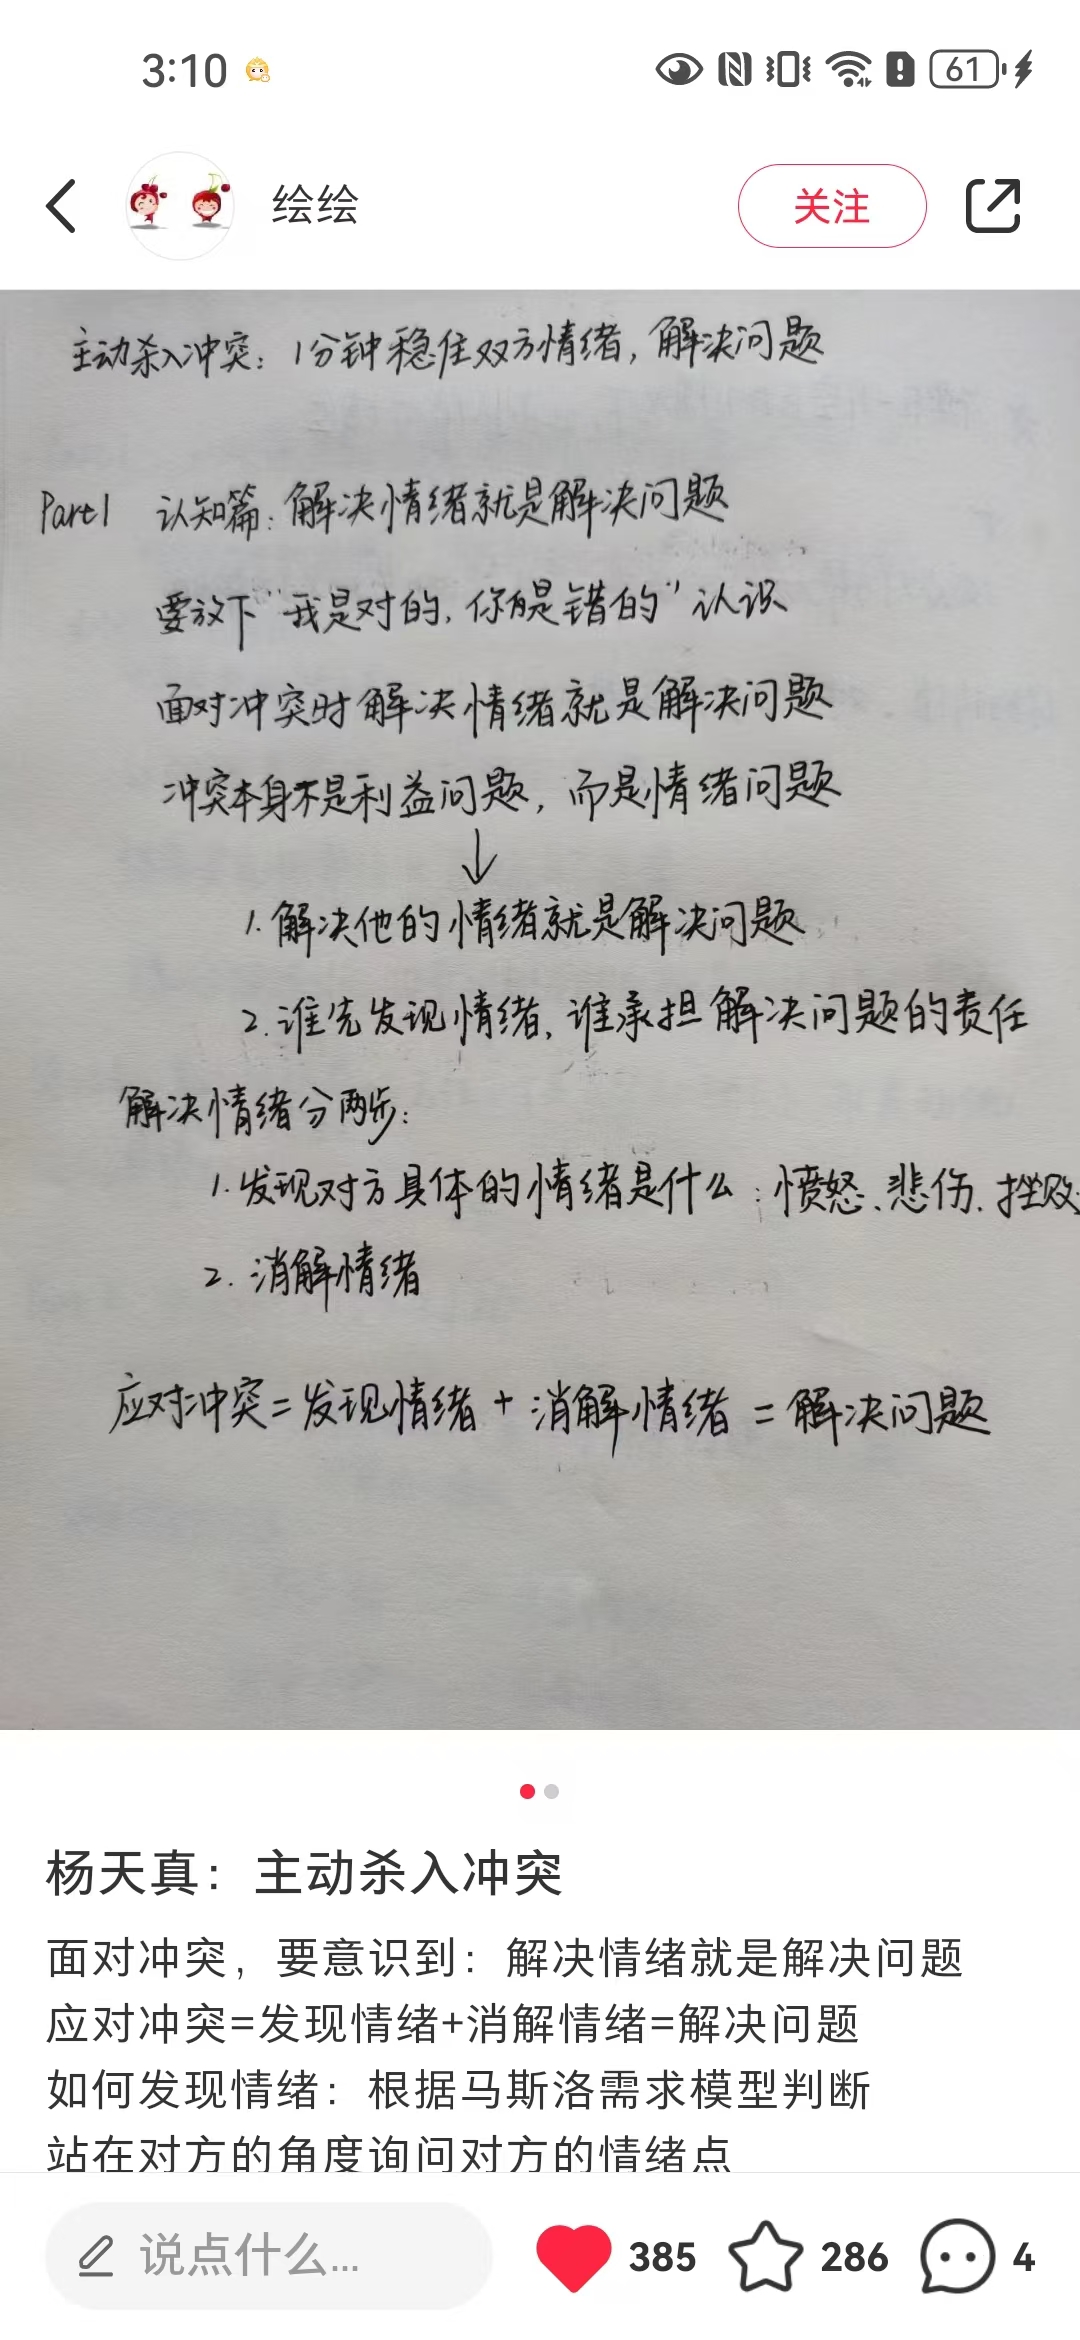 3:10
61
绘绘
关注
主动杀入冲突：1分钟稳住双方情绪，解决问题
Part1 认知篇：解决情绪就是解决问题
要放下“我是对的，你是错的”认识
面对冲突时解决情绪就是解决问题
冲突本身不是利益问题，而是情绪问题
↓
1.解决他的情绪就是解决问题
2.谁先发现情绪，谁承担解决问题的责任
解决情绪分两步：
1.发现对方具体的情绪是什么：愤怒、悲伤、挫败
2.消解情绪
应对冲突=发现情绪+消解情绪=解决问题
杨天真：主动杀入冲突
面对冲突，要意识到：解决情绪就是解决问题
应对冲突=发现情绪+消解情绪=解决问题
如何发现情绪：根据马斯洛需求模型判断
站在对方的角度询问对方的情绪点
说点什么...
385
286
4